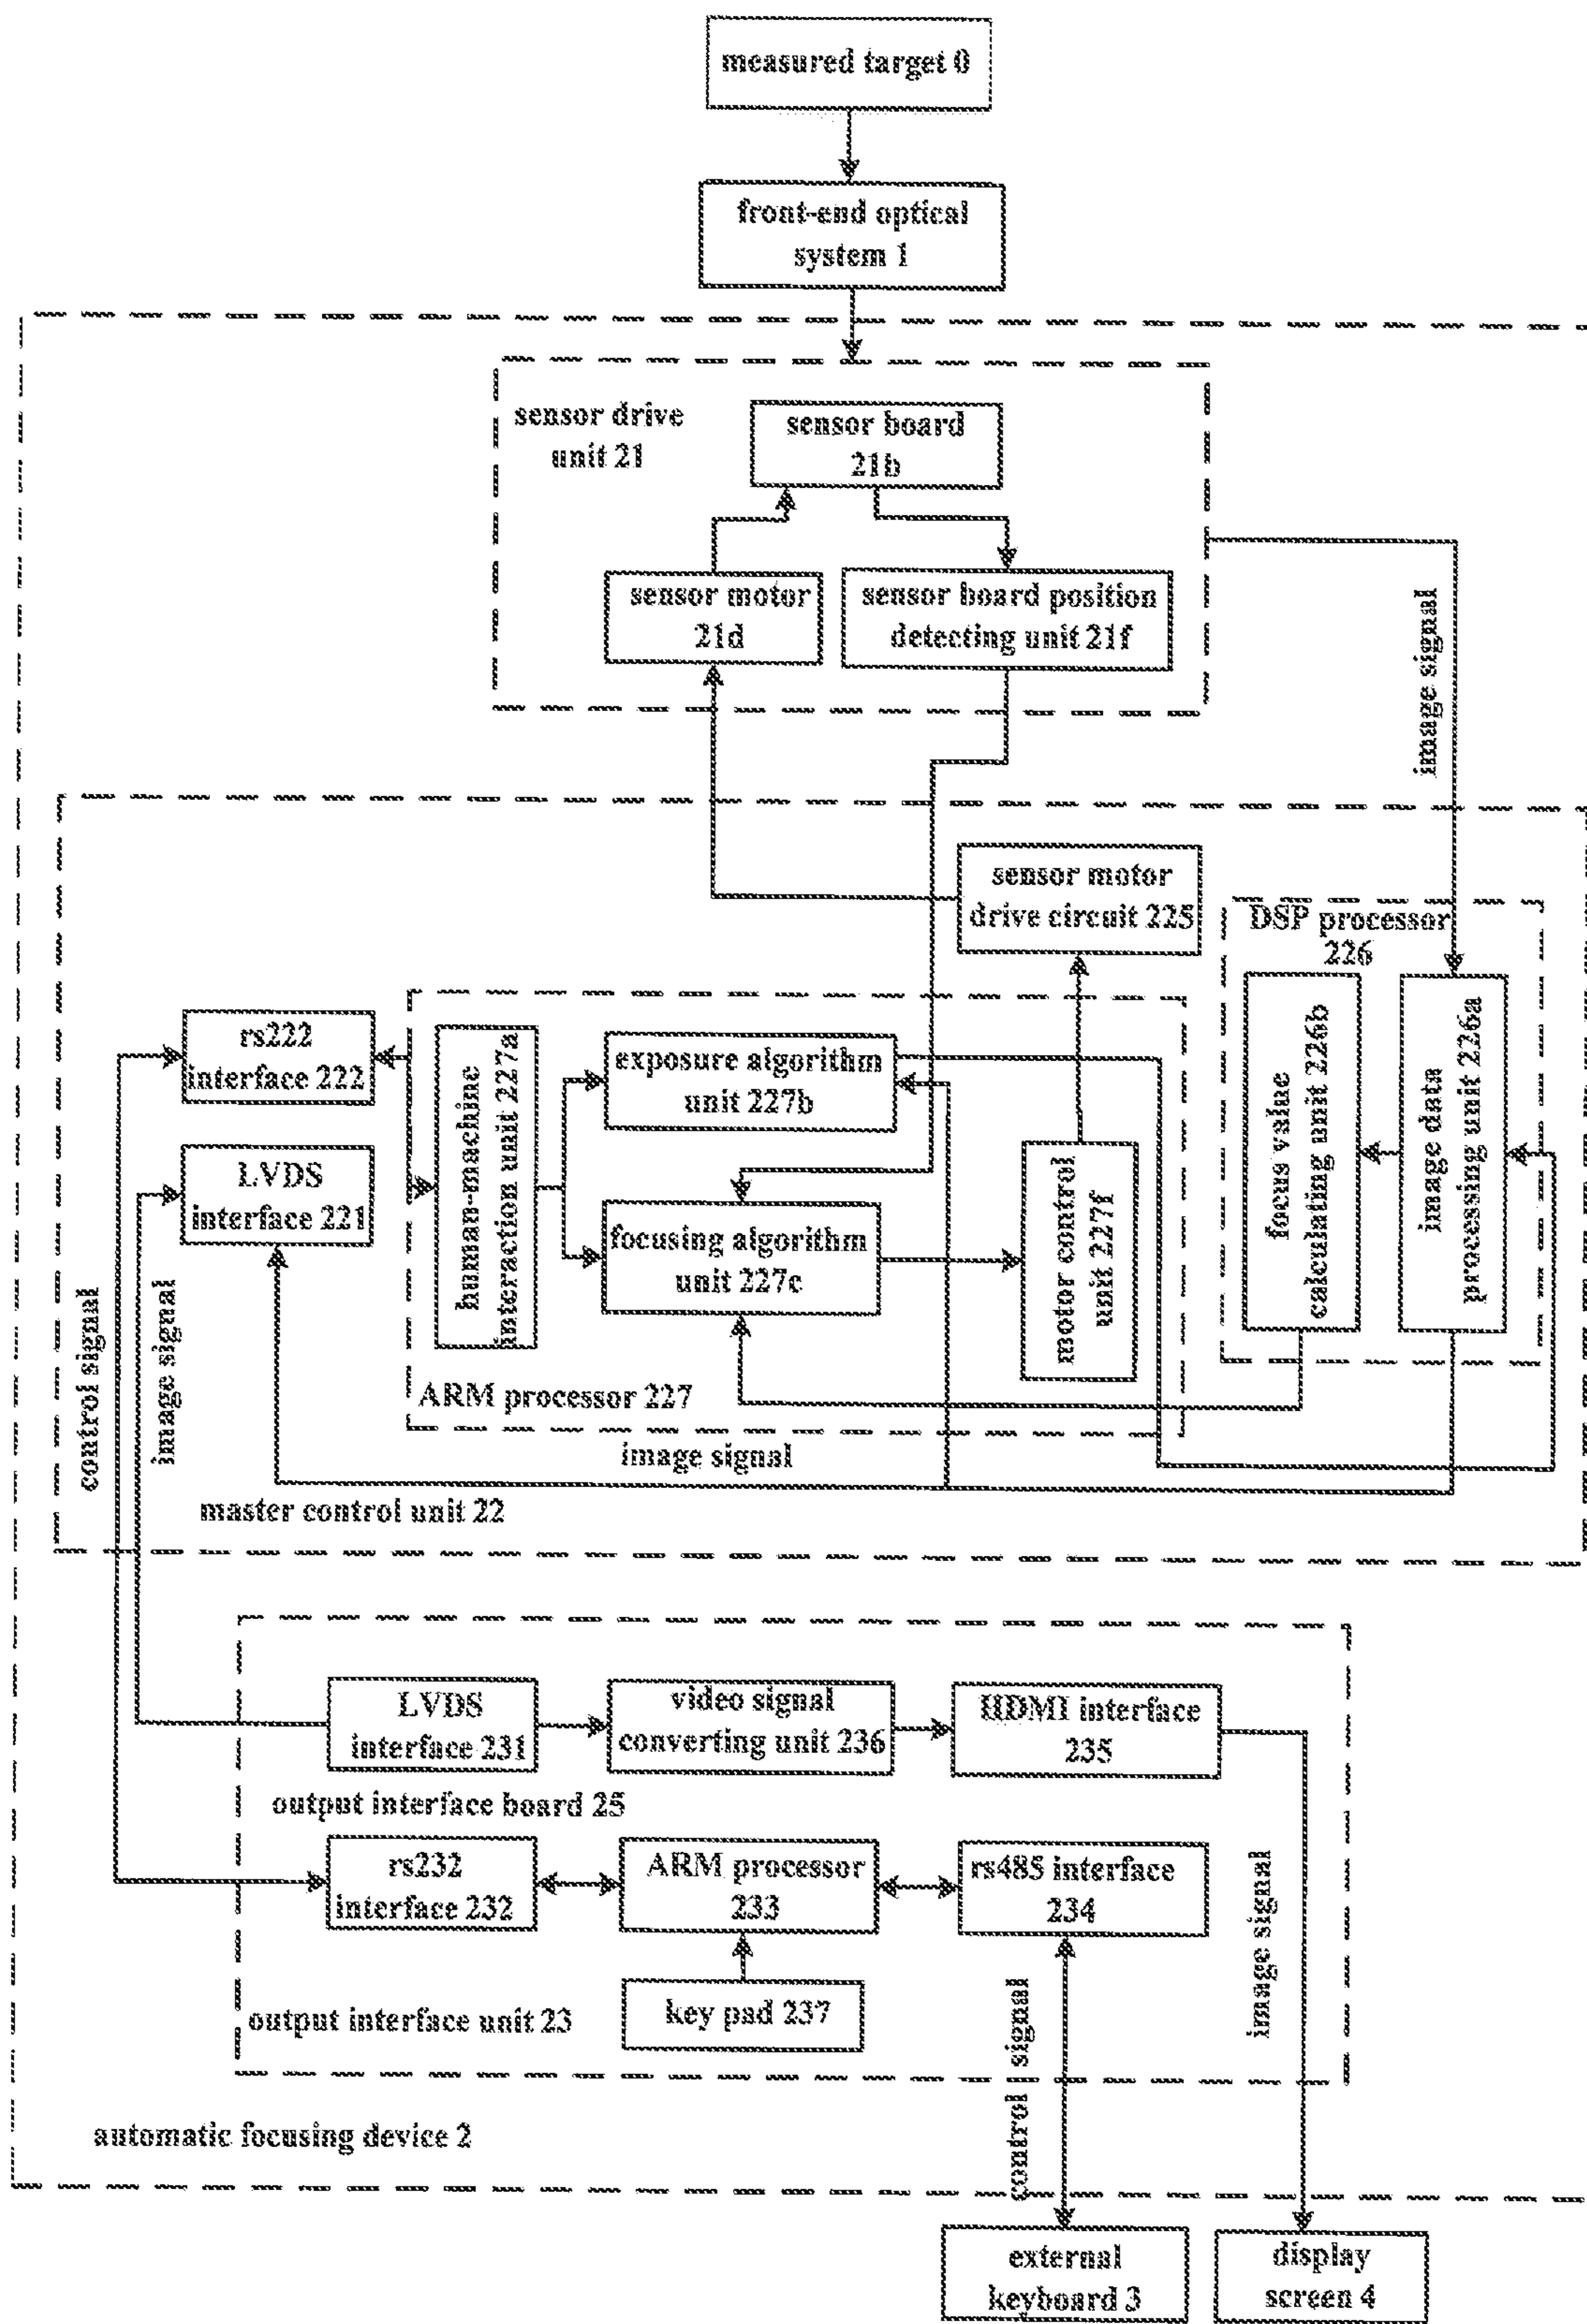 measured target 0
front-end optical
system 1
sensor drive
unit 21
sensor board
21b
sensor motor
21d
sensor board position
detecting unit 21f
image signal
sensor motor
drive circuit 225
DSP processor
226
focus value
calculating unit 226b
image data
processing unit 226a
rs222
interface 222
LVDS
interface 221
human-machine
interaction unit 227a
exposure algorithm
unit 227b
focusing algorithm
unit 227c
motor control
unit 227f
ARM processor 227
control signal
image signal
image signal
master control unit 22
LVDS
interface 231
video signal
converting unit 236
HDMI interface
235
output interface board 25
rs232
interface 232
ARM processor
233
rs485 interface
234
key pad 237
output interface unit 23
control signal
image signal
automatic focusing device 2
external
keyboard 3
display
screen 4